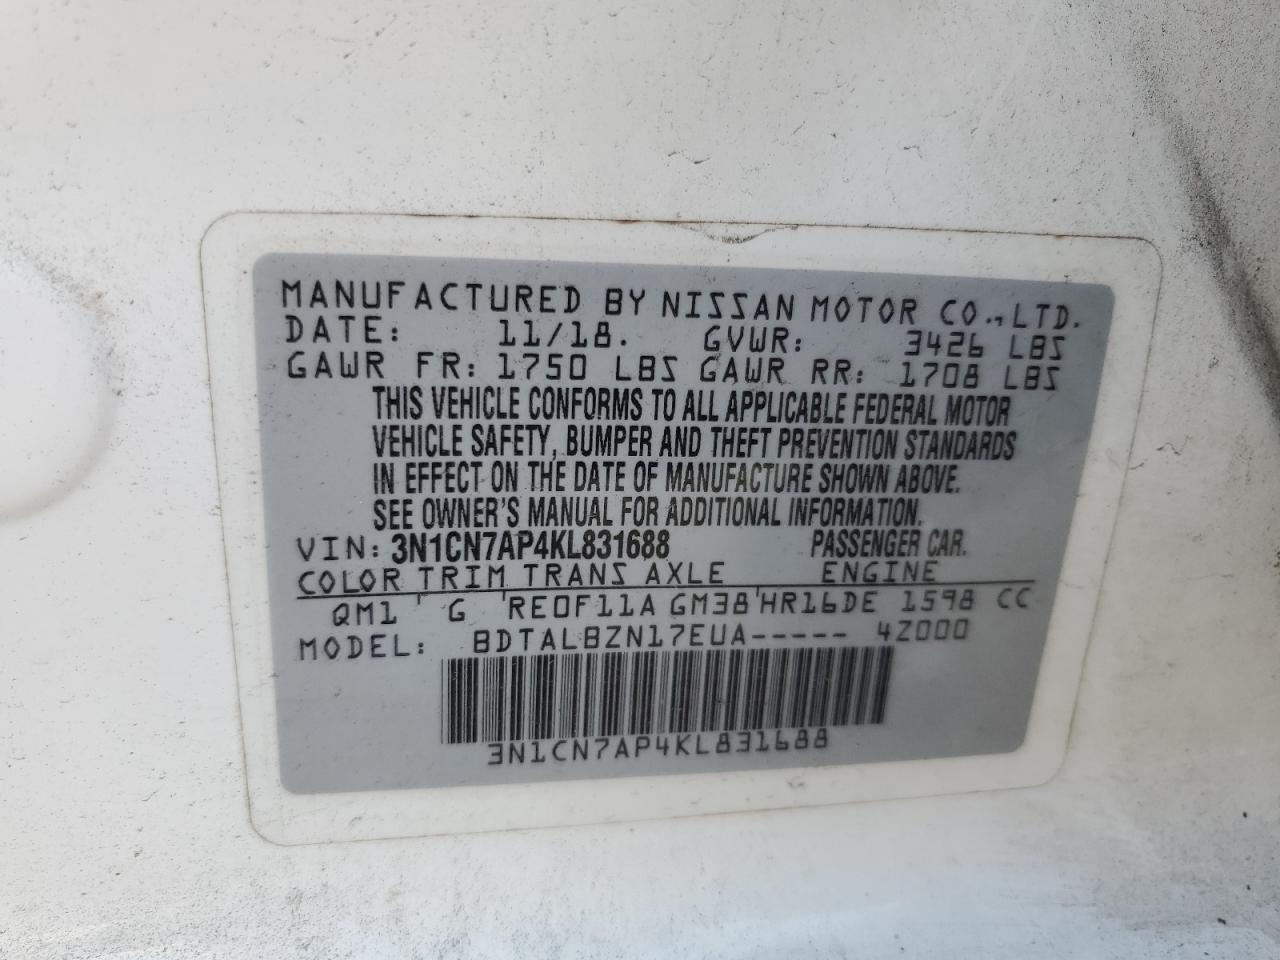 MANUFACTURED BY NISSAN MOTOR CO., LTD.
DATE: 11/18. GVWR: 3426 LBS
GAWR FR: 1750 LBS GAWR RR: 1708 LBS
THIS VEHICLE CONFORMS TO ALL APPLICABLE FEDERAL MOTOR
VEHICLE SAFETY, BUMPER AND THEFT PREVENTION STANDARDS
IN EFFECT ON THE DATE OF MANUFACTURE SHOWN ABOVE.
SEE OWNER'S MANUAL FOR ADDITIONAL INFORMATION.
VIN: 3N1CN7AP4KL831688 PASSENGER CAR.
COLOR TRIM TRANS AXLE ENGINE
QM1 G RE0F11A GM38 HR16DE 1598 CC
MODEL: BDTALBZN17EUA----- 4Z000
3N1CN7AP4KL831688